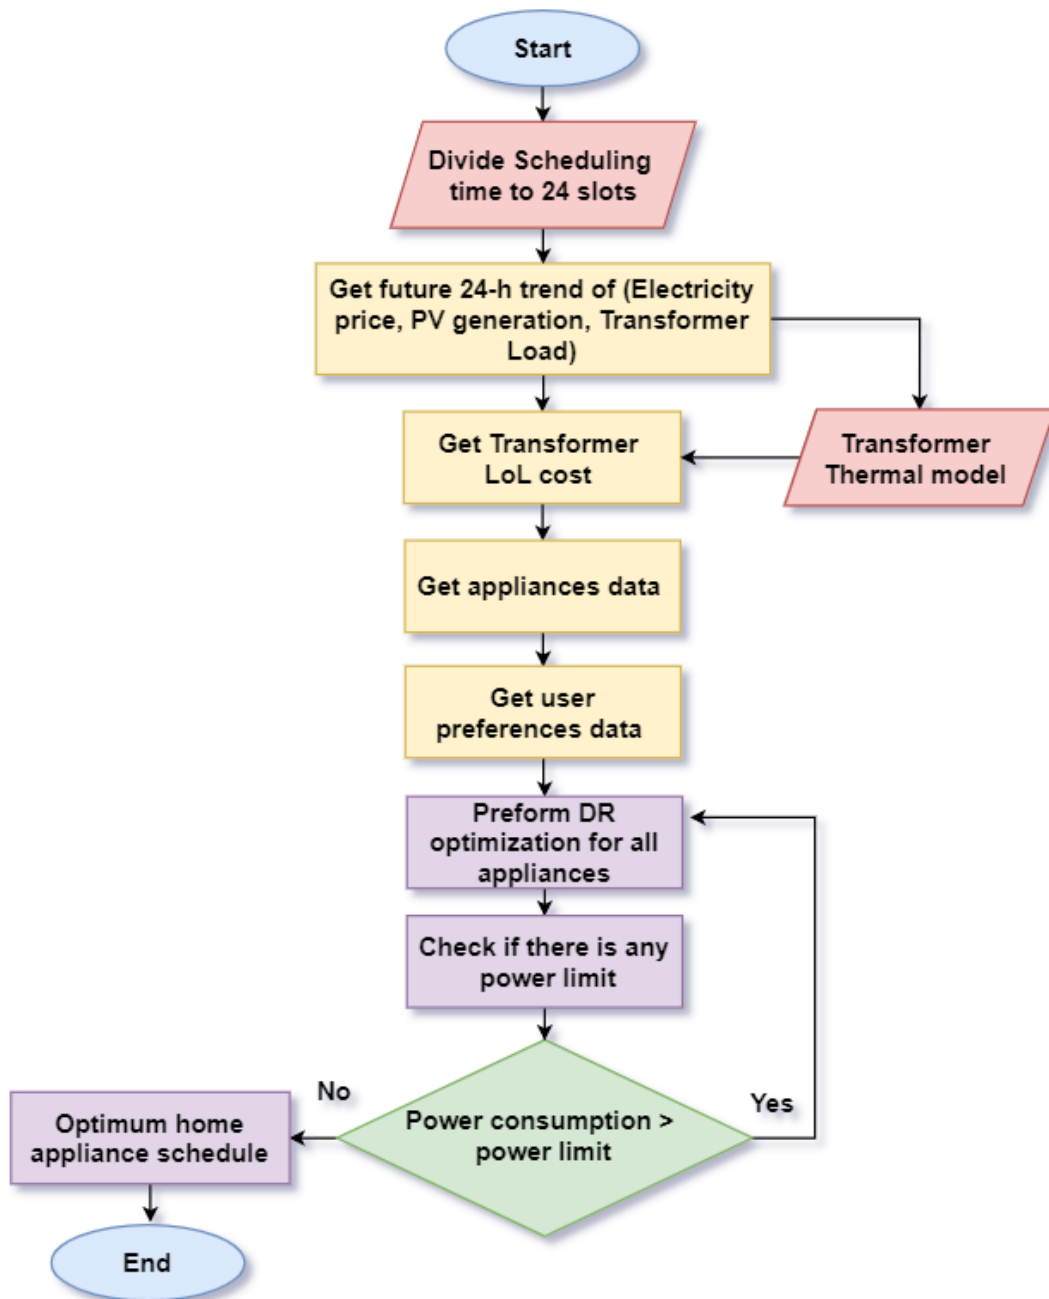 Start
Divide Scheduling
time to 24 slots
Get future 24-h trend of (Electricity
price, PV generation, Transformer
Load)
Get Transformer
LoL cost
Transformer
Thermal model
Get appliances data
Get user
preferences data
Preform DR
optimization for all
appliances
Check if there is any
power limit
Power consumption >
power limit
No
Yes
Optimum home
appliance schedule
End